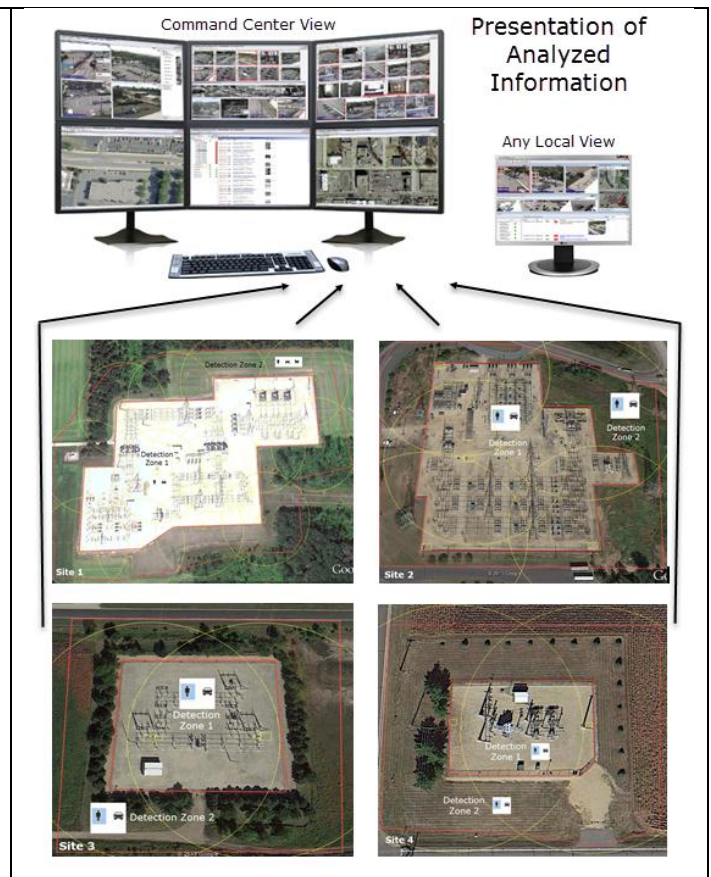 Command Center View
Presentation of
Analyzed
Information
Any Local View
Detection Zone 2
Detection
Zone 1
Site 1
Goo
Detection
Zone 1
Detection
Zone 2
Site 2
Detection
Zone 1
Detection Zone 2
Site 3
Detection
Zone 1
Detection
Zone 2
Site 4